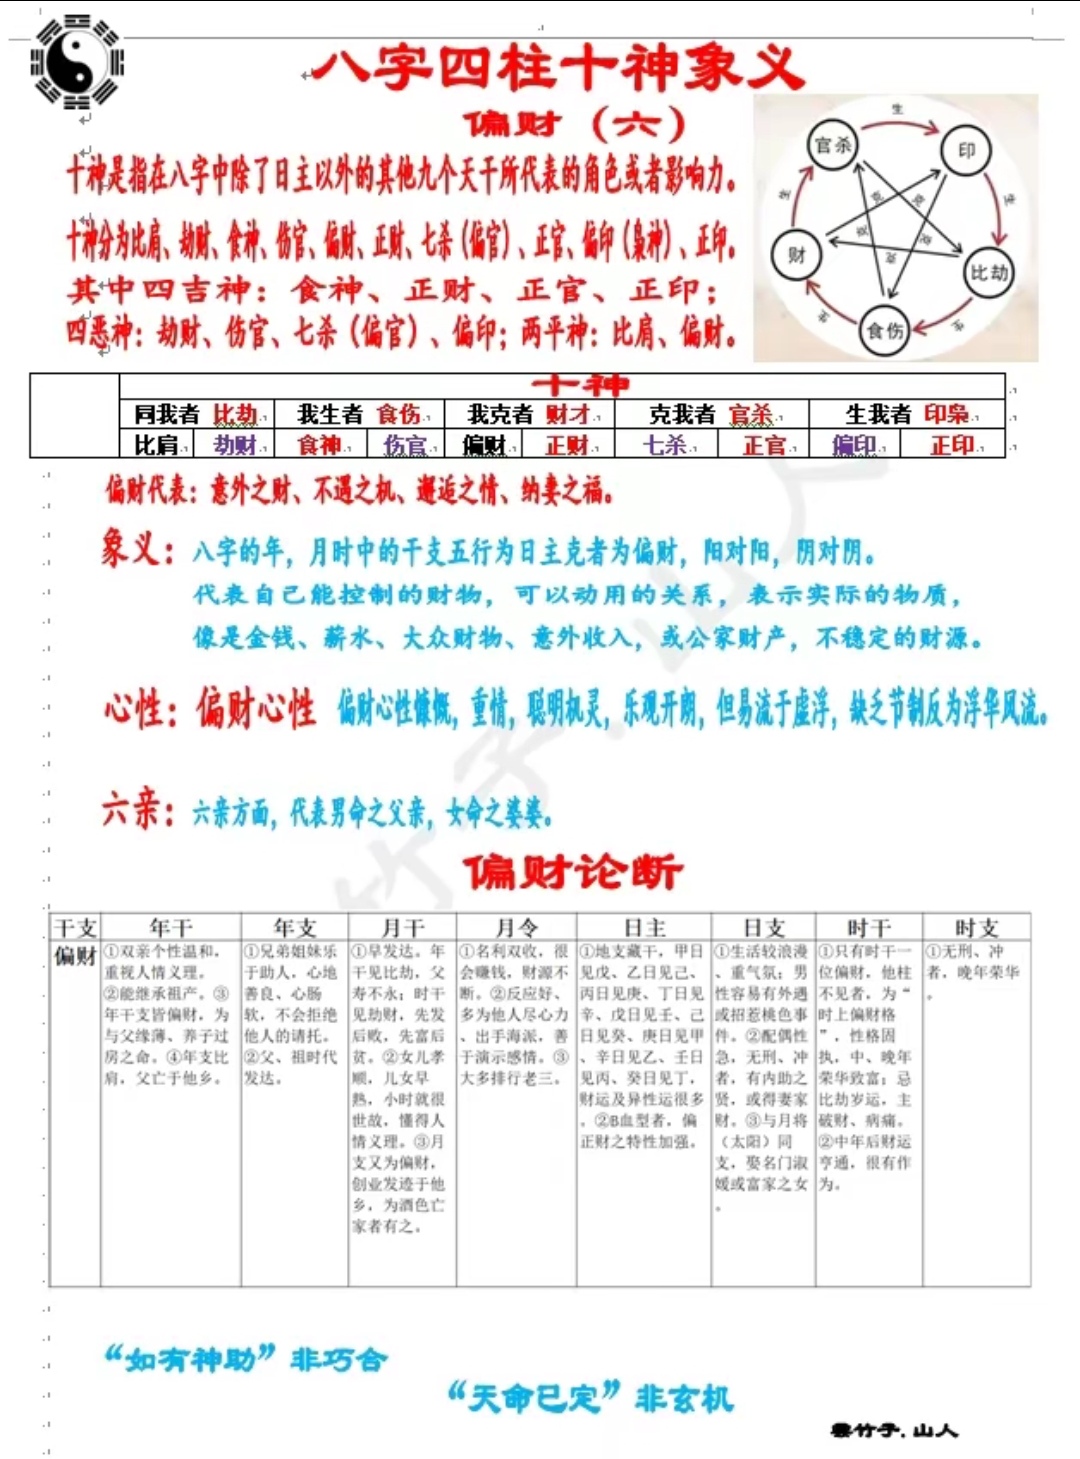 八字四柱十神象义
偏财（六）
十神是指在八字中除了日主以外的其他九个天干所代表的角色或者影响力。
十神分为比肩、劫财、食神、伤官、偏财、正财、七杀（偏官）、正官、偏印（枭神）、正印。
其中四吉神：食神、正财、正官、正印；
四恶神：劫财、伤官、七杀（偏官）、偏印；两平神：比肩、偏财。
生
官杀
印
生
生
克
克
财
克
克
克
比劫
生
食伤
生
十神
同我者 比劫
我生者 食伤
我克者 财才
克我者 官杀
生我者 印枭
比肩
劫财
食神
伤官
偏财
正财
七杀
正官
偏印
正印
偏财代表：意外之财、不遇之机、邂逅之情、纳妻之福。
象义：八字的年，月时中的干支五行为日主克者为偏财，阳对阳，阴对阴。
代表自己能控制的财物，可以动用的关系，表示实际的物质，
像是金钱、薪水、大众财物、意外收入，或公家财产，不稳定的财源。
心性：偏财心性 偏财心性慷慨，重情，聪明机灵，乐观开朗，但易流于虚浮，缺乏节制反为浮华风流。
六亲：六亲方面，代表男命之父亲，女命之婆婆。
偏财论断
干支
年干
年支
月干
月令
日主
日支
时干
时支
偏财
①双亲个性温和，
重视人情义理。
②能继承祖产。③
年干支皆偏财，为
与父缘薄、养子过
房之命。④年支比
肩，父亡于他乡。
①兄弟姐妹乐
于助人，心地
善良、心肠
软，不会拒绝
他人的请托。
②父、祖时代
发达。
①早发达。年
干见比劫，父
寿不永；时干
见劫财，先发
后败，先富后
贫。②女儿孝
顺，儿女早
熟，小时就很
世故，懂得人
情义理。③月
支又为偏财，
创业发迹于他
乡，为酒色亡
家者有之。
①名利双收，很
会赚钱，财源不
断。②反应好、
多为他人尽心力
、出手海派，善
于演示感情。③
大多排行老三。
①地支藏干，甲日
见戊、乙日见己、
丙日见庚、丁日见
辛、戊日见壬、己
日见癸、庚日见甲
、辛日见乙、壬日
见丙、癸日见丁，
财运及异性运很多
。②B血型者，偏
正财之特性加强。
①生活较浪漫
、重气氛；男
性容易有外遇
或招惹桃色事
件。②配偶性
急，无刑、冲
者，有内助之
贤，或得妻家
财。③与月将
（太阳）同
支，娶名门淑
媛或富家之女
。
①只有时干一
位偏财，他柱
不见者，为“
时上偏财格
”，性格固
执，中、晚年
荣华致富；忌
比劫岁运，主
破财、病痛。
②中年后财运
亨通，很有作
为。
①无刑、冲
者，晚年荣华
。
“如有神助”非巧合
“天命已定”非玄机
云竹子.山人
竹子.山人